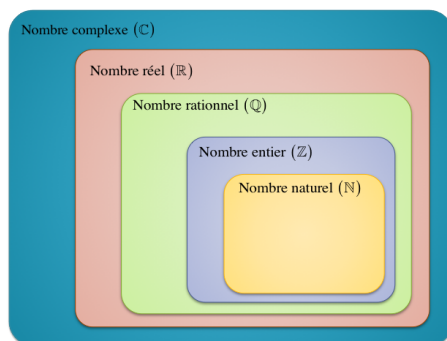 Nombre complexe (ℂ)
Nombre réel (ℝ)
Nombre rationnel (ℚ)
Nombre entier (ℤ)
Nombre naturel (ℕ)